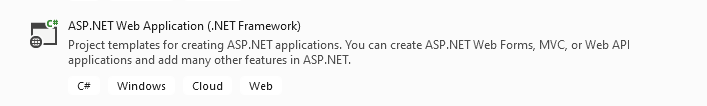 C#
ASP.NET Web Application (.NET Framework)
Project templates for creating ASP.NET applications. You can create ASP.NET Web Forms, MVC, or Web API
applications and add many other features in ASP.NET.
C# Windows Cloud Web